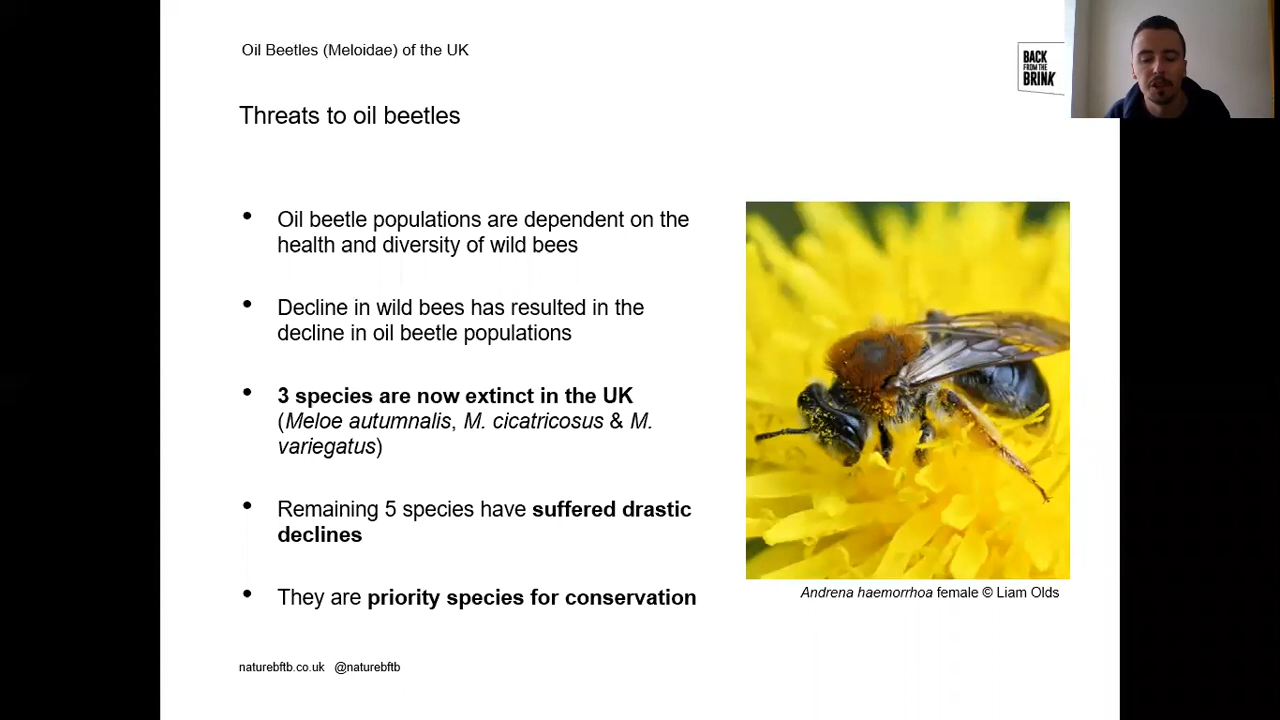 Oil Beetles (Meloidae) of the UK
BACK
FROM THE
BRINK
Threats to oil beetles
• Oil beetle populations are dependent on the
health and diversity of wild bees
• Decline in wild bees has resulted in the
decline in oil beetle populations
• 3 species are now extinct in the UK
(Meloe autumnalis, M. cicatricosus & M.
variegatus)
• Remaining 5 species have suffered drastic
declines
• They are priority species for conservation
Andrena haemorrhoa female © Liam Olds
naturebftb.co.uk @naturebftb